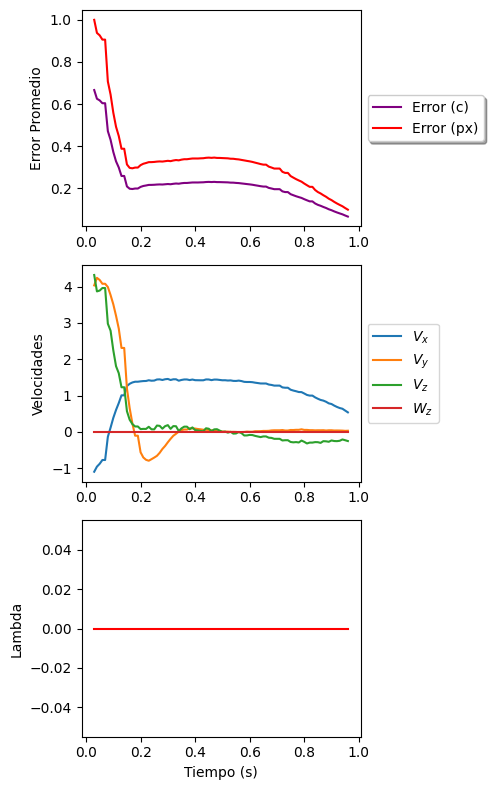 Error Promedio
1.0
0.8
0.6
0.4
0.2
0.0 0.2 0.4 0.6 0.8 1.0
Error (c)
Error (px)
Velocidades
4
3
2
1
0
−1
0.0 0.2 0.4 0.6 0.8 1.0
Vx
Vy
Vz
Wz
Lambda
0.04
0.02
0.00
−0.02
−0.04
0.0 0.2 0.4 0.6 0.8 1.0
Tiempo (s)